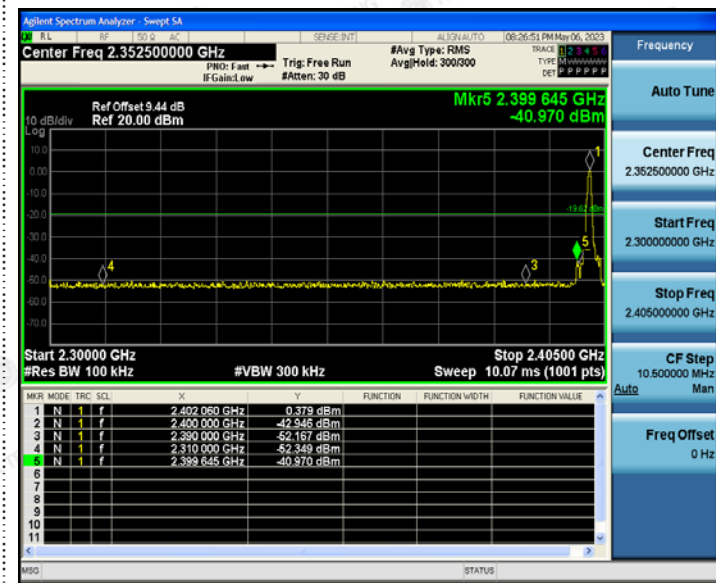 Agilent Spectrum Analyzer - Swept SA
RL RF 50 Ω AC SENSE:INT ALIGN AUTO 08:26:51 PM May 06, 2023
Center Freq 2.352500000 GHz
PNO: Fast
IFGain:Low
Trig: Free Run
#Atten: 30 dB
#Avg Type: RMS
Avg|Hold: 300/300
TRACE 1 2 3 4 5 6
TYPE M
DET P P P P P P
Ref Offset 9.44 dB
10 dB/div Ref 20.00 dBm
Log
Mkr5 2.399 645 GHz
-40.970 dBm
10.0
0.00
-10.0
-20.0
-30.0
-40.0
-50.0
-60.0
-70.0
1
-19.62 dBm
5
3
4
Start 2.30000 GHz Stop 2.40500 GHz
#Res BW 100 kHz #VBW 300 kHz Sweep 10.07 ms (1001 pts)
MKR MODE TRC SCL X Y FUNCTION FUNCTION WIDTH FUNCTION VALUE
1 N 1 f 2.402 060 GHz 0.379 dBm
2 N 1 f 2.400 000 GHz -42.946 dBm
3 N 1 f 2.390 000 GHz -52.167 dBm
4 N 1 f 2.310 000 GHz -52.349 dBm
5 N 1 f 2.399 645 GHz -40.970 dBm
6
7
8
9
10
11
MSG STATUS
Frequency
Auto Tune
Center Freq
2.352500000 GHz
Start Freq
2.300000000 GHz
Stop Freq
2.405000000 GHz
CF Step
10.500000 MHz
Auto Man
Freq Offset
0 Hz